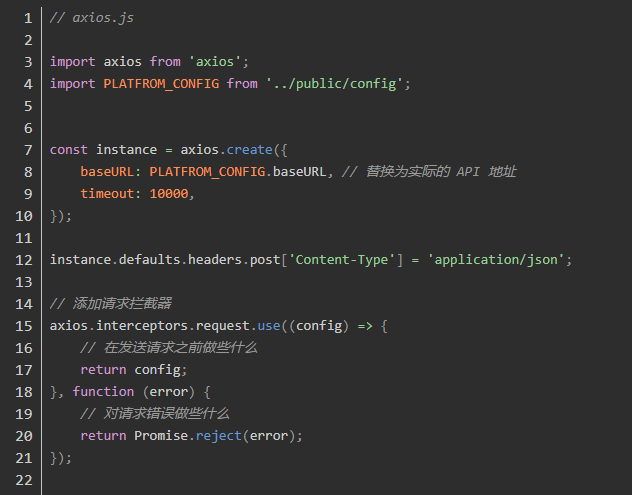 1 // axios.js
2
3 import axios from 'axios';
4 import PLATFROM_CONFIG from '../public/config';
5
6
7 const instance = axios.create({
8     baseURL: PLATFROM_CONFIG.baseURL, // 替换为实际的 API 地址
9     timeout: 10000,
10 });
11
12 instance.defaults.headers.post['Content-Type'] = 'application/json';
13
14 // 添加请求拦截器
15 axios.interceptors.request.use((config) => {
16     // 在发送请求之前做些什么
17     return config;
18 }, function (error) {
19     // 对请求错误做些什么
20     return Promise.reject(error);
21 });
22